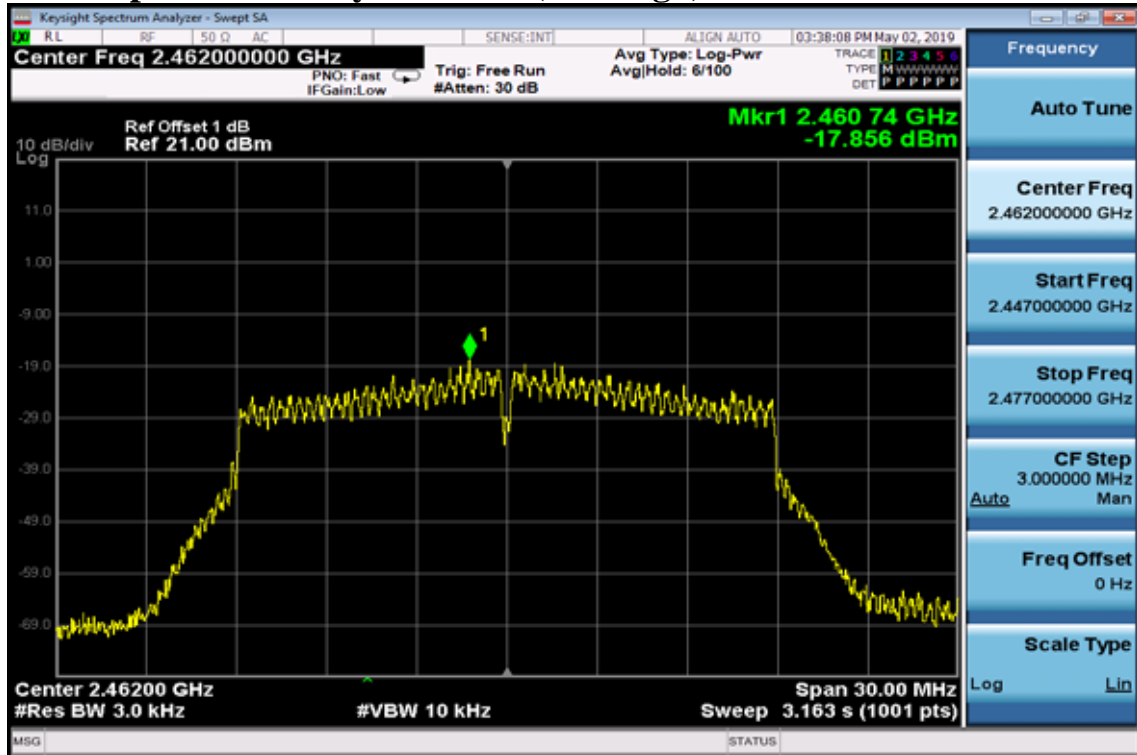 Keysight Spectrum Analyzer - Swept SA
RL RF 50 Ω AC SENSE:INT ALIGN AUTO 03:38:08 PM May 02, 2019
Center Freq 2.462000000 GHz
PNO: Fast
IFGain:Low
Trig: Free Run
#Atten: 30 dB
Avg Type: Log-Pwr
Avg|Hold: 6/100
TRACE 1 2 3 4 5 6
TYPE M WWWWW
DET P P P P P P
Ref Offset 1 dB
10 dB/div Ref 21.00 dBm
Log
Mkr1 2.460 74 GHz
-17.856 dBm
11.0
1.00
-9.00
-19.0
-29.0
-39.0
-49.0
-59.0
-69.0
1
Center 2.46200 GHz Span 30.00 MHz
#Res BW 3.0 kHz #VBW 10 kHz Sweep 3.163 s (1001 pts)
MSG STATUS
Frequency
Auto Tune
Center Freq
2.462000000 GHz
Start Freq
2.447000000 GHz
Stop Freq
2.477000000 GHz
CF Step
3.000000 MHz
Auto Man
Freq Offset
0 Hz
Scale Type
Log Lin